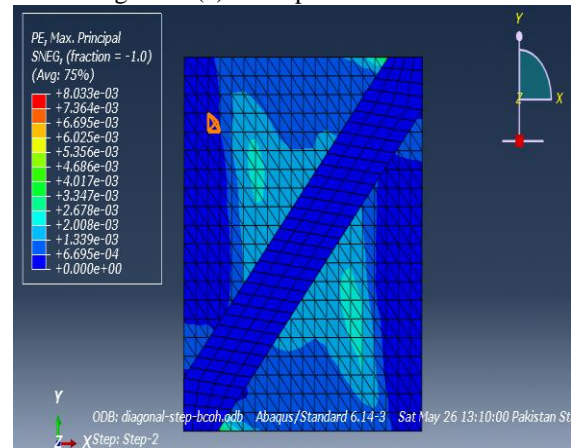 PE, Max. Principal
SNEG, (fraction = -1.0)
(Avg: 75%)
+8.033e-03
+7.364e-03
+6.695e-03
+6.025e-03
+5.356e-03
+4.686e-03
+4.017e-03
+3.347e-03
+2.678e-03
+2.008e-03
+1.339e-03
+6.695e-04
+0.000e+00
Y
Z X
Y
ODB: diagonal-step-bcoh.odb Abaqus/Standard 6.14-3 Sat May 26 13:10:00 Pakistan St
Z X Step: Step-2